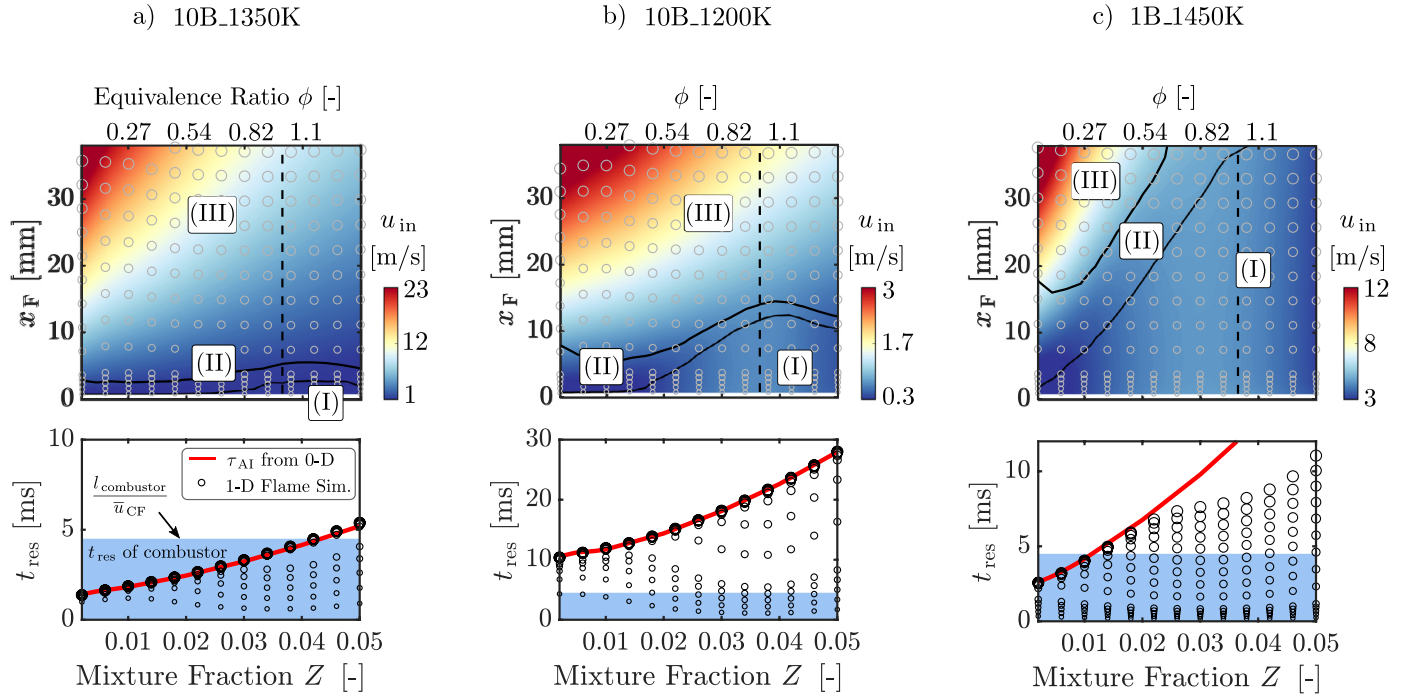 a) 10B_1350K
b) 10B_1200K
c) 1B_1450K
Equivalence Ratio ϕ [-]
0.27 0.54 0.82 1.1
x_F [mm]
30
20
10
0
(III)
(II)
(I)
u_in
[m/s]
23
12
1
ϕ [-]
0.27 0.54 0.82 1.1
x_F [mm]
30
20
10
0
(III)
(II)
(I)
u_in
[m/s]
3
1.7
0.3
ϕ [-]
0.27 0.54 0.82 1.1
x_F [mm]
30
20
10
0
(III)
(II)
(I)
u_in
[m/s]
12
8
3
t_res [ms]
10
5
0
τ_AI from 0-D
1-D Flame Sim.
l_combustor
u̅_CF
t_res of combustor
0.01 0.02 0.03 0.04 0.05
Mixture Fraction Z [-]
t_res [ms]
30
20
10
0
0.01 0.02 0.03 0.04 0.05
Mixture Fraction Z [-]
t_res [ms]
10
5
0
0.01 0.02 0.03 0.04 0.05
Mixture Fraction Z [-]